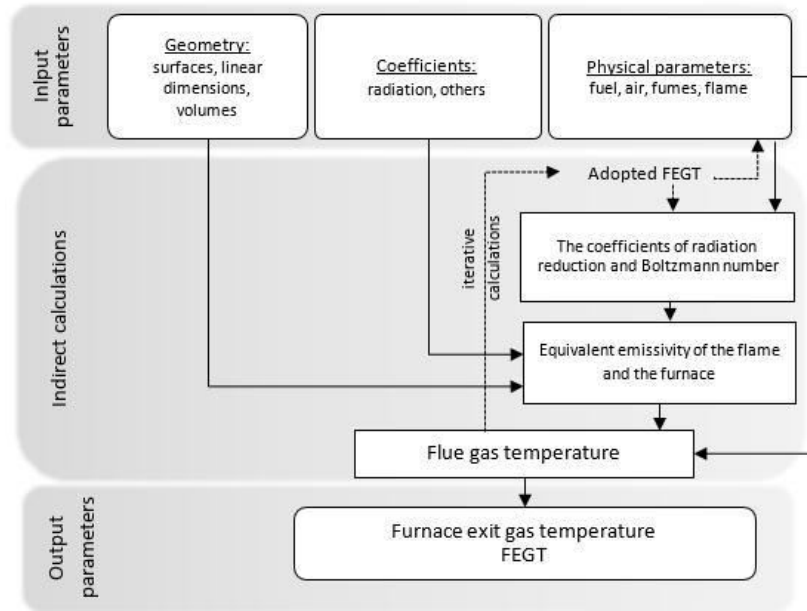 Inlput
parameters
Geometry:
surfaces, linear
dimensions,
volumes
Coefficients:
radiation, others
Physical parameters:
fuel, air, fumes, flame
Indirect calculations
iterative
calculations
Adopted FEGT
The coefficients of radiation
reduction and Boltzmann number
Equivalent emissivity of the flame
and the furnace
Flue gas temperature
Output
parameters
Furnace exit gas temperature
FEGT